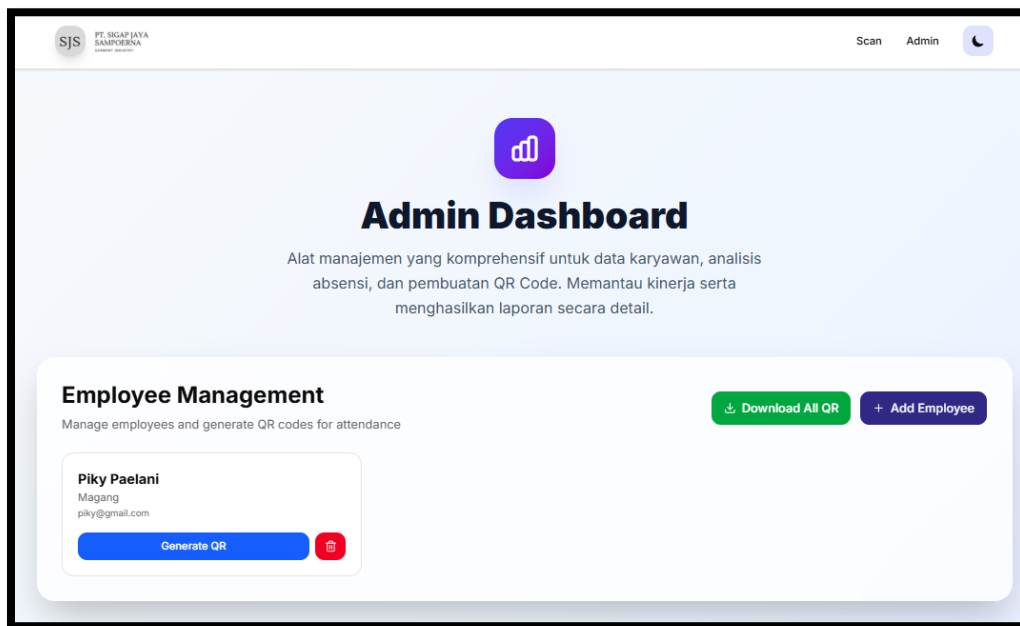 SJS
PT. SIGAP JAYA
SAMPOERNA
Scan
Admin
Admin Dashboard
Alat manajemen yang komprehensif untuk data karyawan, analisis
absensi, dan pembuatan QR Code. Memantau kinerja serta
menghasilkan laporan secara detail.
Employee Management
Manage employees and generate QR codes for attendance
Download All QR
+ Add Employee
Piky Paelani
Magang
piky@gmail.com
Generate QR